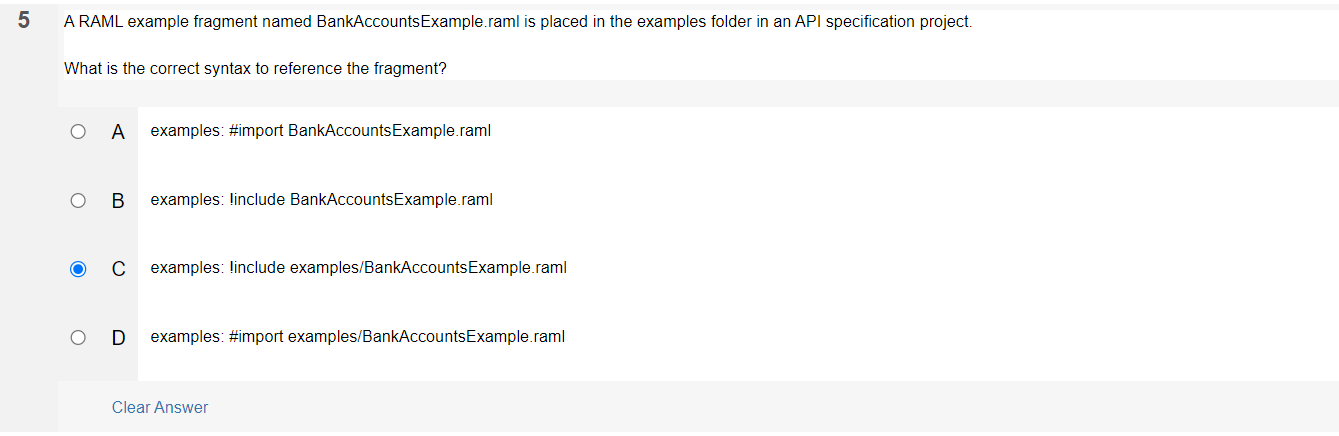 5
A RAML example fragment named BankAccountsExample.raml is placed in the examples folder in an API specification project.
What is the correct syntax to reference the fragment?
A examples: #import BankAccountsExample.raml
B examples: !include BankAccountsExample.raml
C examples: !include examples/BankAccountsExample.raml
D examples: #import examples/BankAccountsExample.raml
Clear Answer